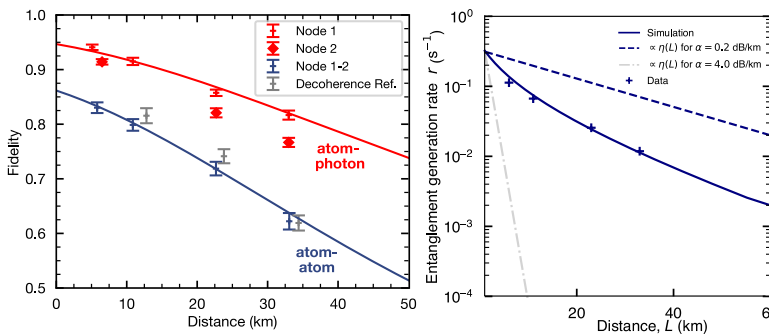 Fidelity
1.0
0.9
0.8
0.7
0.6
0.5
0
10
20
30
40
50
Distance (km)
Node 1
Node 2
Node 1-2
Decoherence Ref.
atom-
photon
atom-
atom
Entanglement generation rate r (s⁻¹)
10⁰
10⁻¹
10⁻²
10⁻³
10⁻⁴
20
40
6
Distance, L (km)
Simulation
∝ η(L) for α = 0.2 dB/km
∝ η(L) for α = 4.0 dB/km
Data